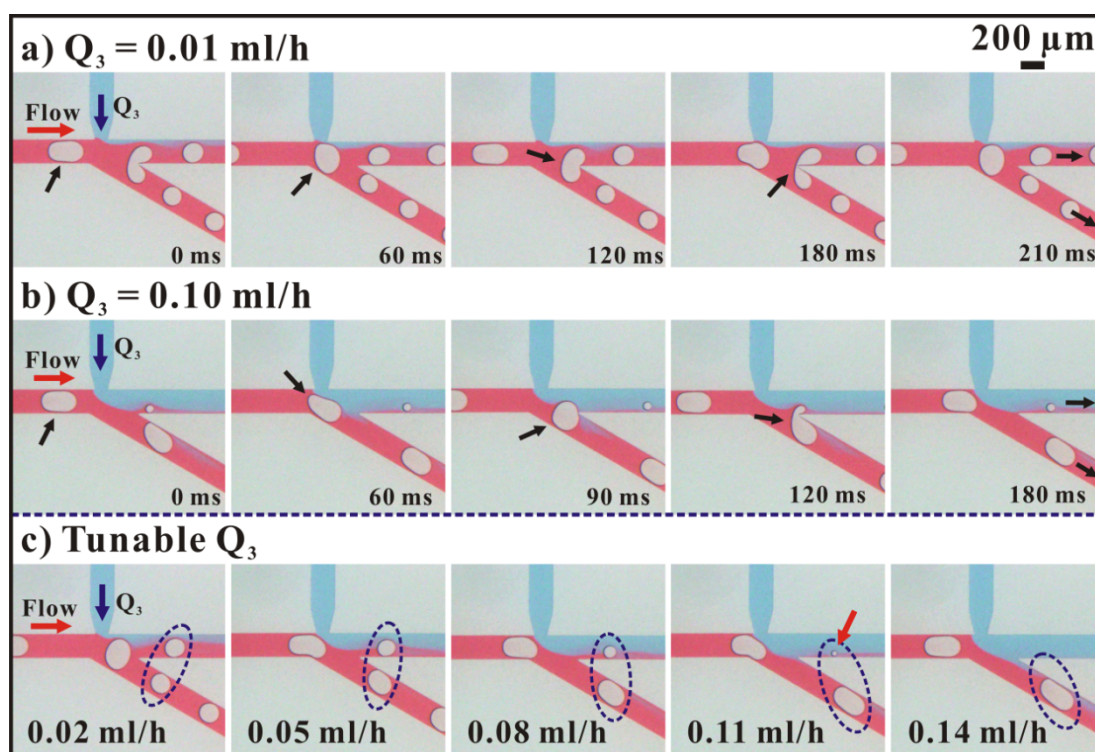 a) Q₃ = 0.01 ml/h
200 μm
Flow
Q₃
0 ms
60 ms
120 ms
180 ms
210 ms
b) Q₃ = 0.10 ml/h
Flow
Q₃
0 ms
60 ms
90 ms
120 ms
180 ms
c) Tunable Q₃
Flow
Q₃
0.02 ml/h
0.05 ml/h
0.08 ml/h
0.11 ml/h
0.14 ml/h